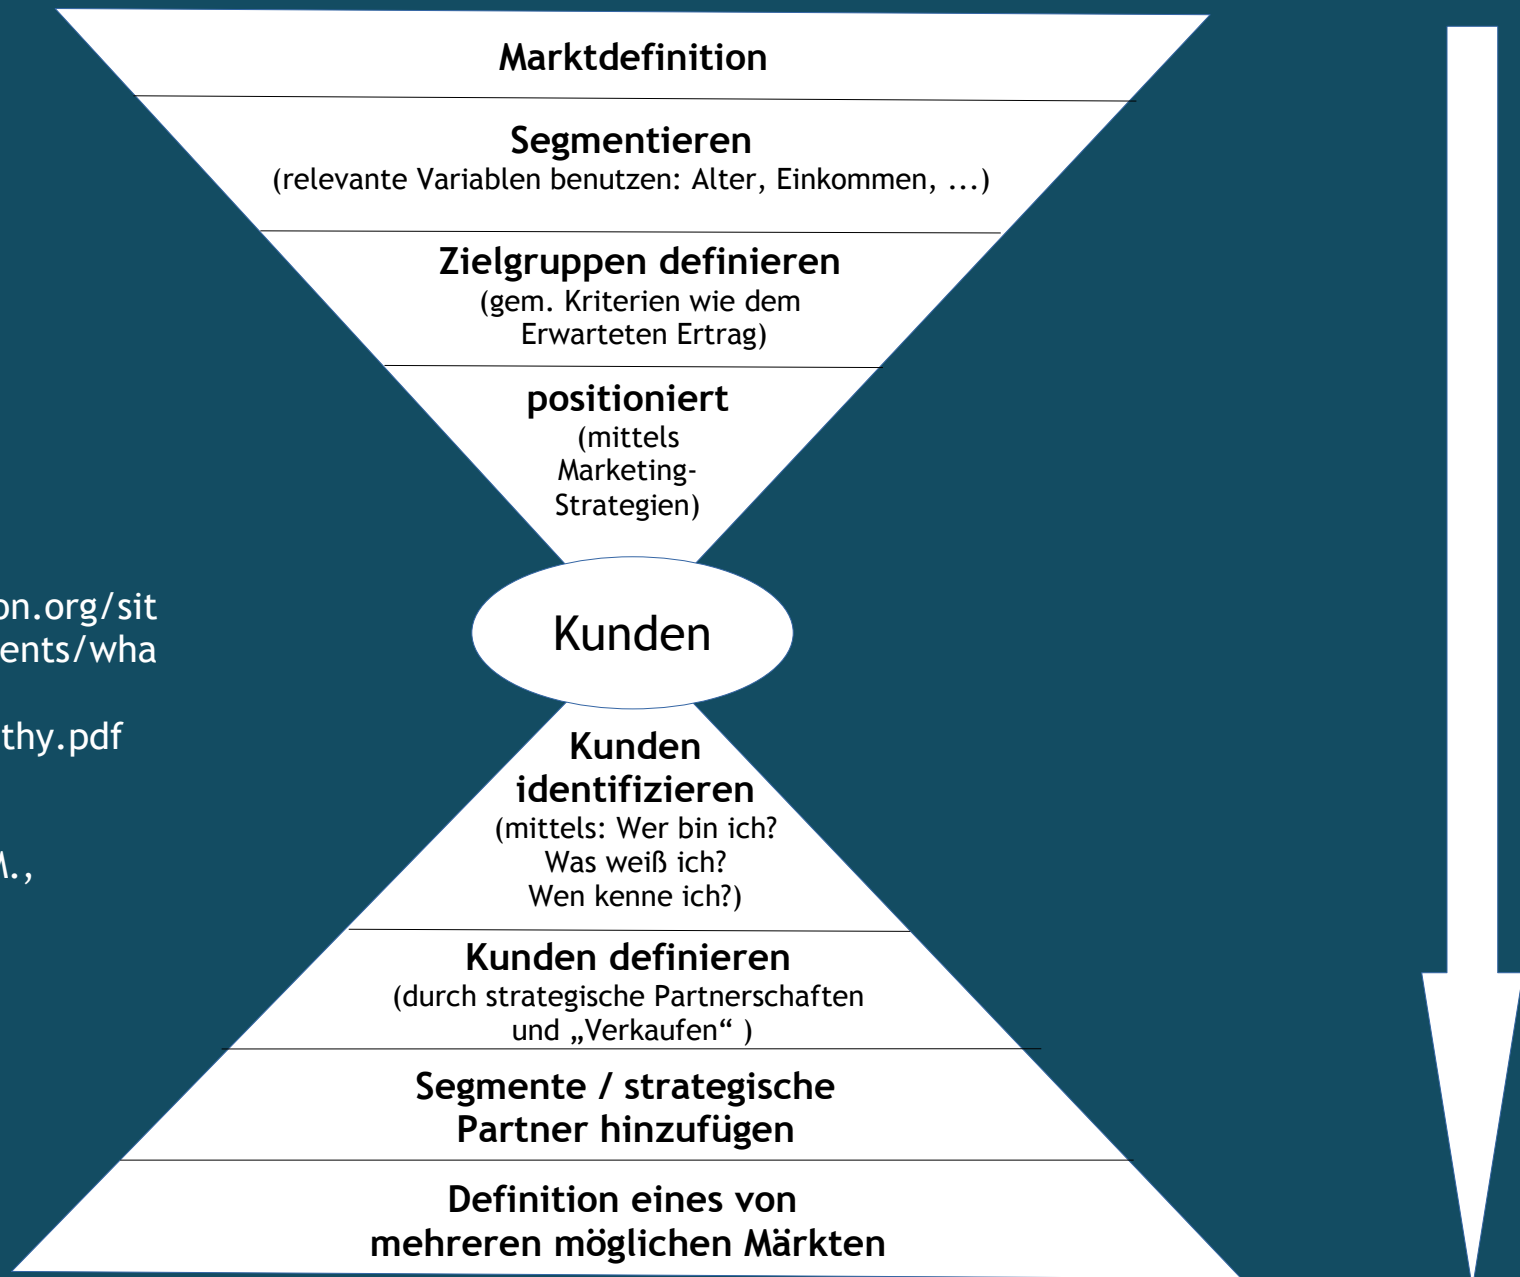 Marktdefinition
Segmentieren
(relevante Variablen benutzen: Alter, Einkommen, ...)
Zielgruppen definieren
(gem. Kriterien wie dem
Erwarteten Ertrag)
positioniert
(mittels
Marketing-
Strategien)
on.org/sit
ents/wha
thy.pdf
M.,
Kunden
Kunden
identifizieren
(mittels: Wer bin ich?
Was weiß ich?
Wen kenne ich?)
Kunden definieren
(durch strategische Partnerschaften
und „Verkaufen“ )
Segmente / strategische
Partner hinzufügen
Definition eines von
mehreren möglichen Märkten